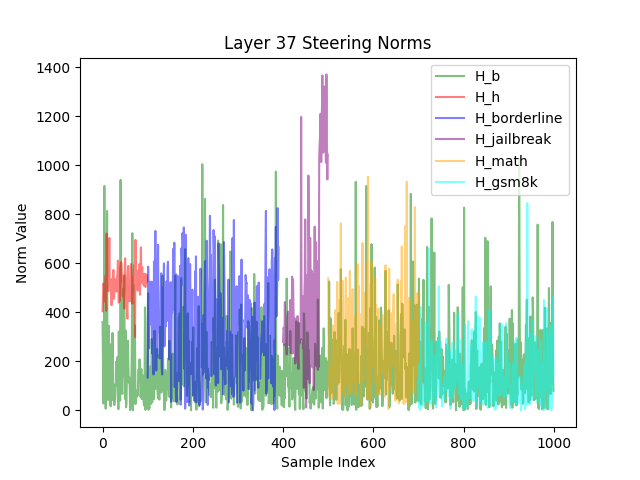 Layer 37 Steering Norms
1400
1200
1000
800
600
400
200
0
Norm Value
H_b
H_h
H_borderline
H_jailbreak
H_math
H_gsm8k
0 200 400 600 800 1000
Sample Index